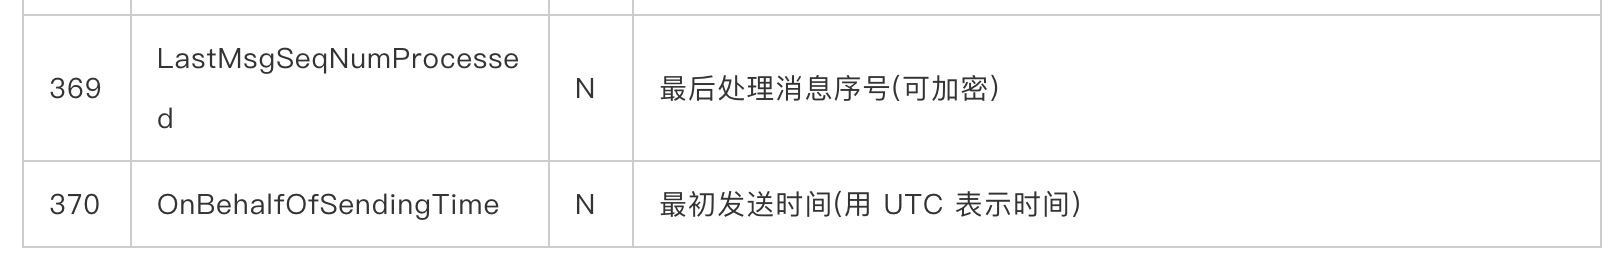 369 LastMsgSeqNumProcesse
d N 最后处理消息序号(可加密)
370 OnBehalfOfSendingTime N 最初发送时间(用 UTC 表示时间)